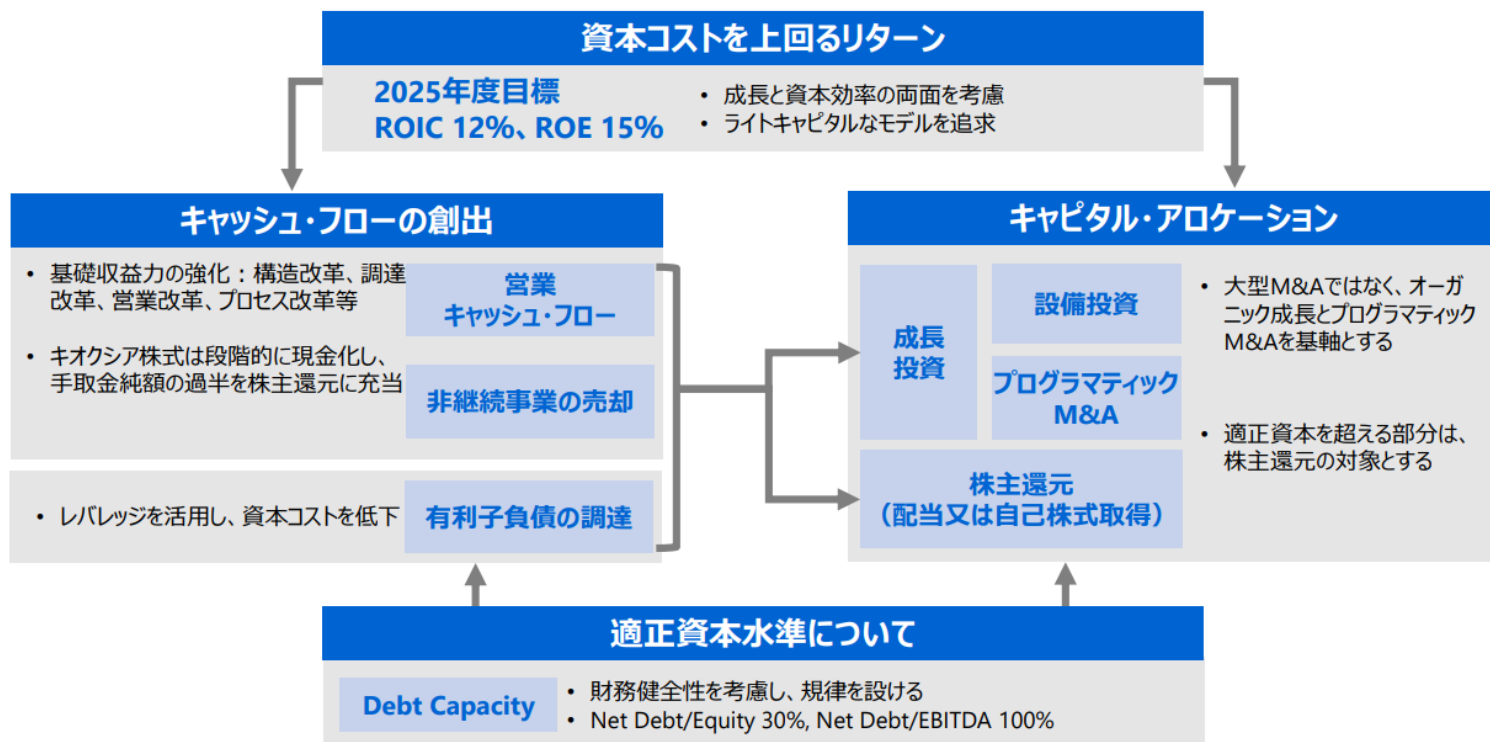 資本コストを上回るリターン
2025年度目標
ROIC 12%、ROE 15%
• 成長と資本効率の両面を考慮
• ライトキャピタルなモデルを追求
キャッシュ・フローの創出
• 基礎収益力の強化：構造改革、調達
改革、営業改革、プロセス改革等
• キオクシア株式は段階的に現金化し、
手取金純額の過半を株主還元に充当
営業
キャッシュ・フロー
非継続事業の売却
• レバレッジを活用し、資本コストを低下
有利子負債の調達
キャピタル・アロケーション
成長
投資
設備投資
プログラマティック
M&A
株主還元
（配当又は自己株式取得）
• 大型M&Aではなく、オーガ
ニック成長とプログラマティック
M&Aを基軸とする
• 適正資本を超える部分は、
株主還元の対象とする
適正資本水準について
Debt Capacity
• 財務健全性を考慮し、規律を設ける
• Net Debt/Equity 30%, Net Debt/EBITDA 100%